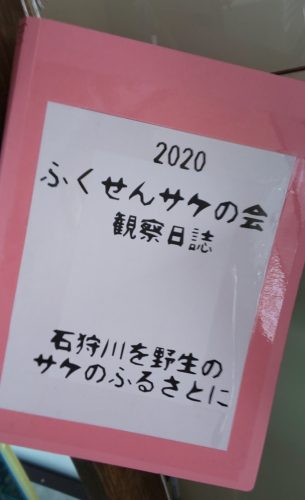 2020
ふくせんサケの会
観察日誌
石狩川を野生の
サケのふるさとに